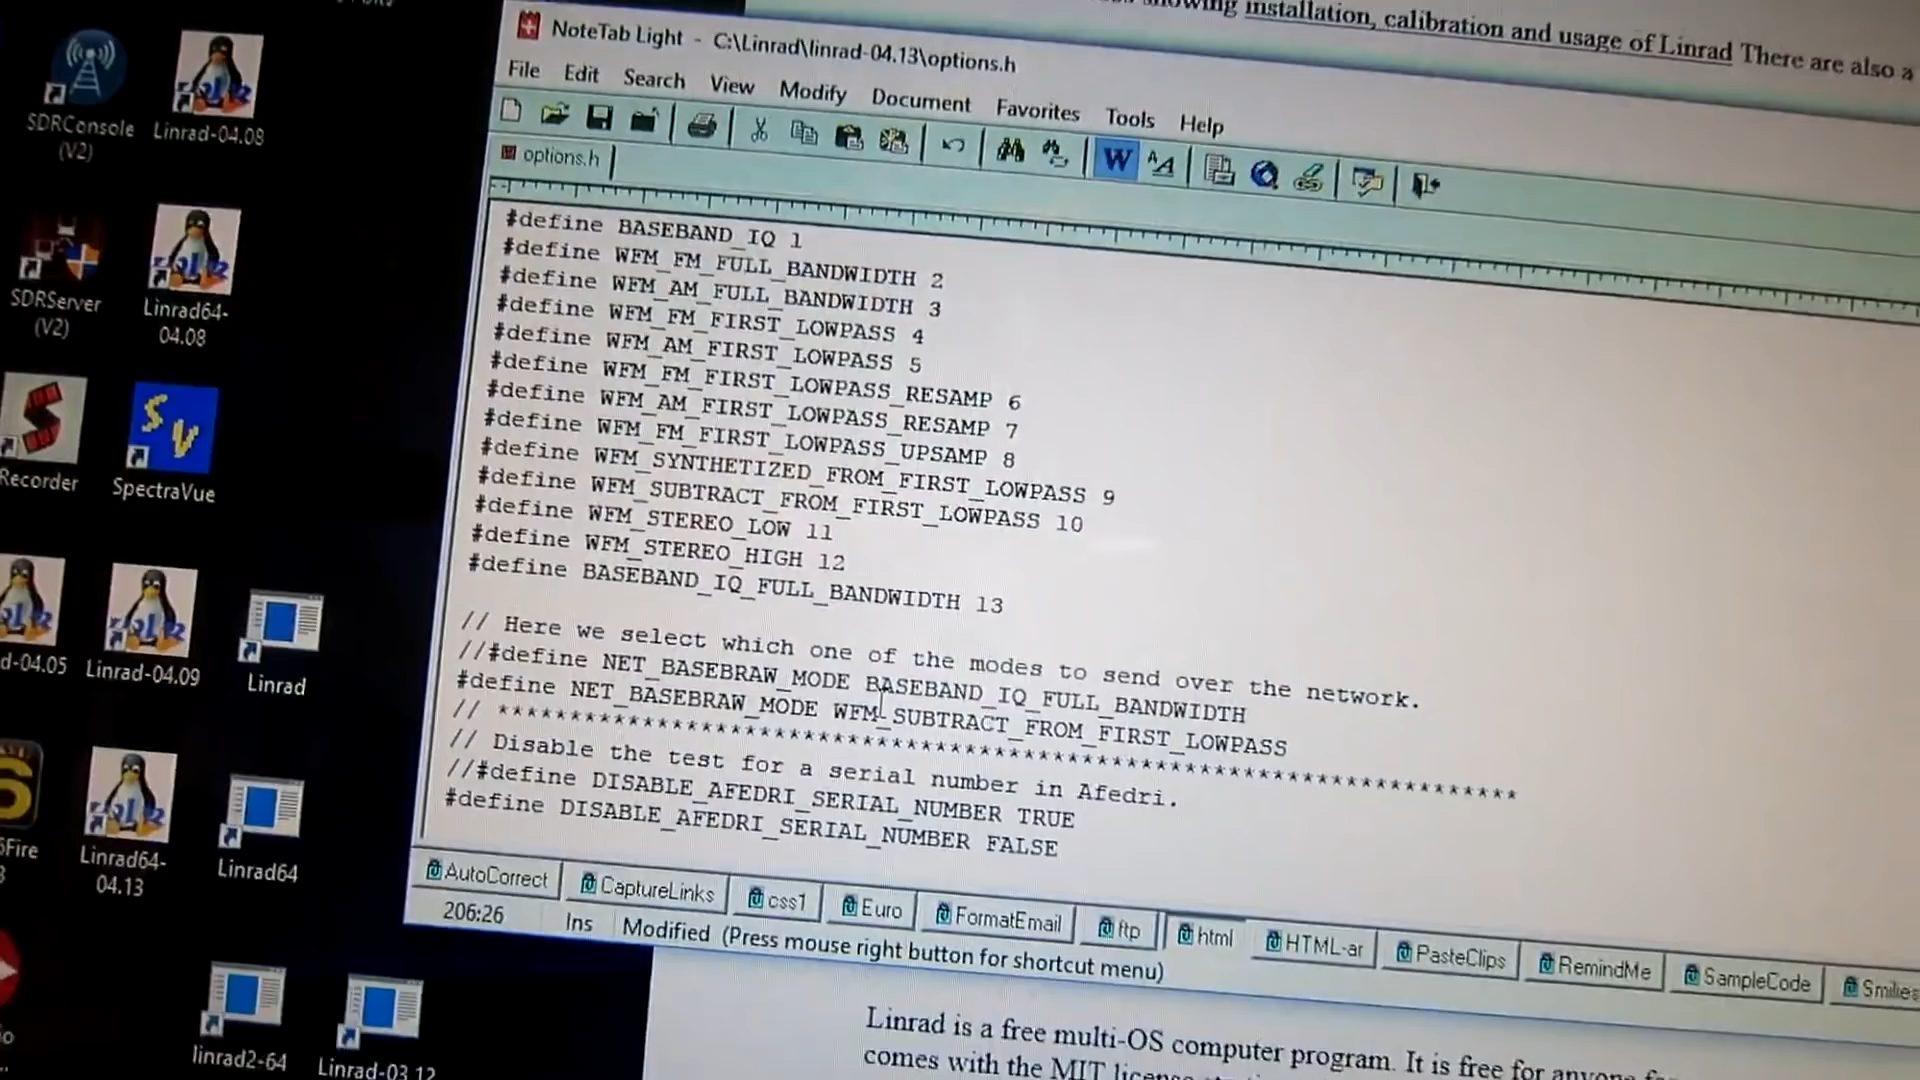 showing installation, calibration and usage of Linrad There are also a
NoteTab Light - C:\Linrad\linrad-04.13\options.h
File Edit Search View Modify Document Favorites Tools Help
options.h
#define BASEBAND_IQ 1
#define WFM_FM_FULL_BANDWIDTH 2
#define WFM_AM_FULL_BANDWIDTH 3
#define WFM_FM_FIRST_LOWPASS 4
#define WFM_AM_FIRST_LOWPASS 5
#define WFM_FM_FIRST_LOWPASS_RESAMP 6
#define WFM_AM_FIRST_LOWPASS_RESAMP 7
#define WFM_FM_FIRST_LOWPASS_UPSAMP 8
#define WFM_SYNTHETIZED_FROM_FIRST_LOWPASS 9
#define WFM_SUBTRACT_FROM_FIRST_LOWPASS 10
#define WFM_STEREO_LOW 11
#define WFM_STEREO_HIGH 12
#define BASEBAND_IQ_FULL_BANDWIDTH 13
// Here we select which one of the modes to send over the network.
//#define NET_BASEBRAW_MODE BASEBAND_IQ_FULL_BANDWIDTH
#define NET_BASEBRAW_MODE WFM_SUBTRACT_FROM_FIRST_LOWPASS
// ***********************************************************************
// Disable the test for a serial number in Afedri.
//#define DISABLE_AFEDRI_SERIAL_NUMBER TRUE
#define DISABLE_AFEDRI_SERIAL_NUMBER FALSE
AutoCorrect CaptureLinks css1 Euro FormatEmail ftp html HTML-ar PasteClips RemindMe SampleCode Smilies
206:26 Ins Modified (Press mouse right button for shortcut menu)
Linrad is a free multi-OS computer program. It is free for anyone
comes with the MIT
SDRConsole
(V2)
Linrad-04.08
SDRServer
(V2)
Linrad64-
04.08
Recorder
SpectraVue
d-04.05
Linrad-04.09
Linrad
Fire
Linrad64-
04.13
Linrad64
linrad2-64
Linrad-03.12